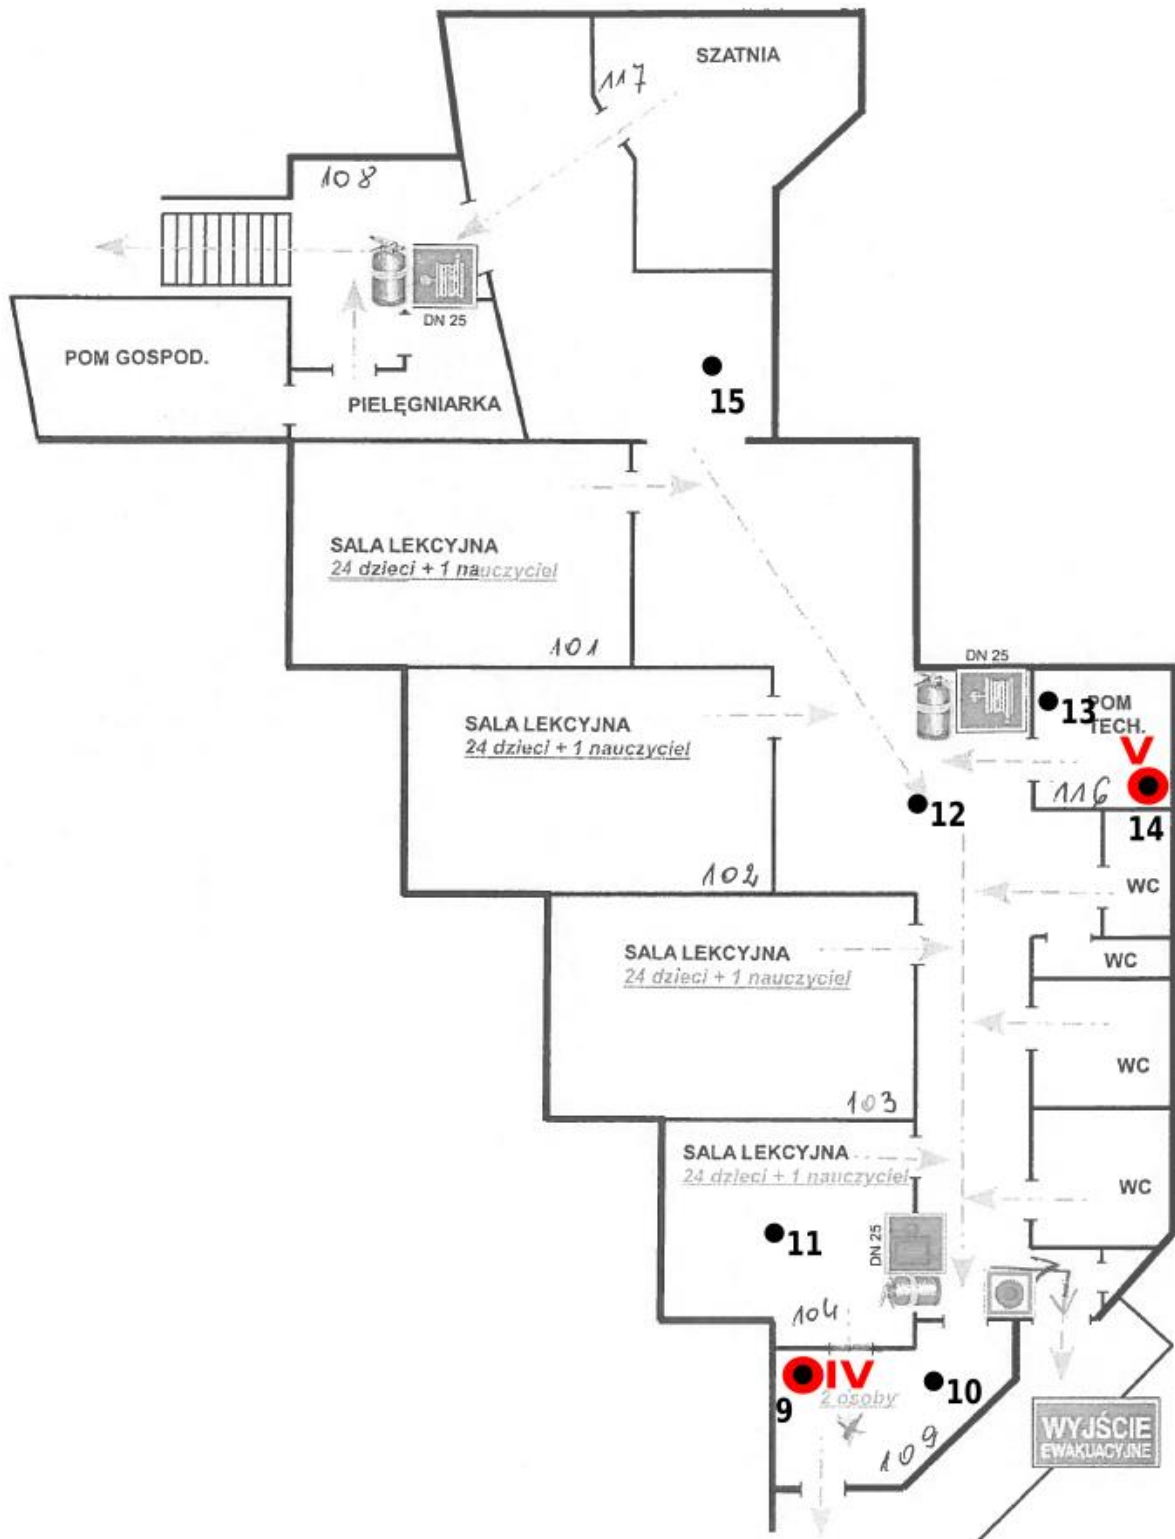 SZATNIA
117
108
DN 25
POM GOSPOD.
PIELĘGNIARKA
15
SALA LEKCYJNA
24 dzieci + 1 nauczyciel
101
DN 25
SALA LEKCYJNA
24 dzieci + 1 nauczyciel
13
POM
TECH.
V
116
12
14
102
WC
SALA LEKCYJNA
24 dzieci + 1 nauczyciel
WC
WC
103
SALA LEKCYJNA
24 dzieci + 1 nauczyciel
WC
11
DN 25
104
IV
9
2 osoby
10
109
WYJŚCIE
EWAKUACYJNE